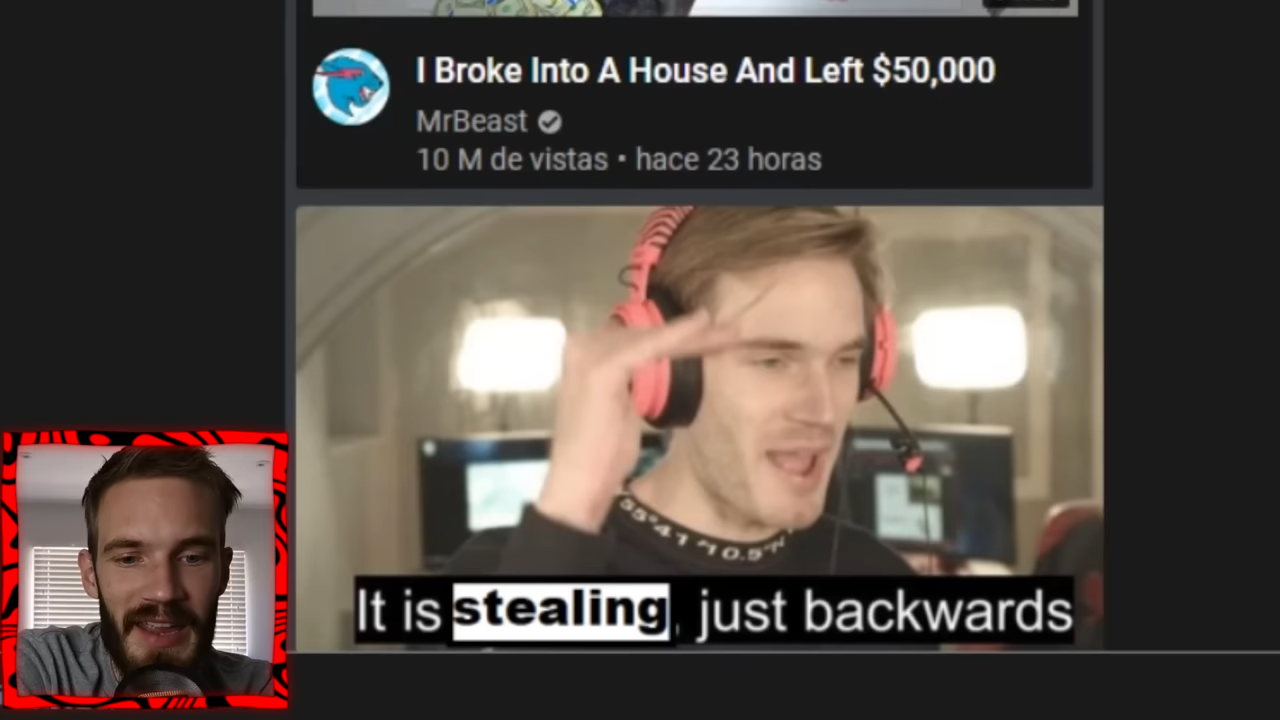 I Broke Into A House And Left $50,000
MrBeast
10 M de vistas • hace 23 horas
It is stealing, just backwards